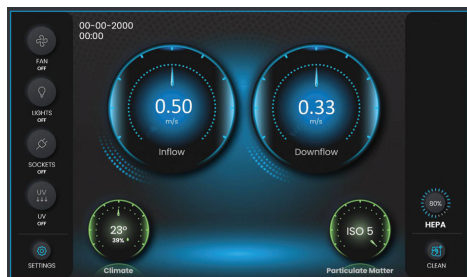 00-00-2000
00:00
FAN
OFF
LIGHTS
OFF
SOCKETS
OFF
UV
UV
OFF
SETTINGS
0.50
m/s
Inflow
0.33
m/s
Downflow
23°
39%
Climate
ISO 5
Particulate Matter
80%
HEPA
CLEAN